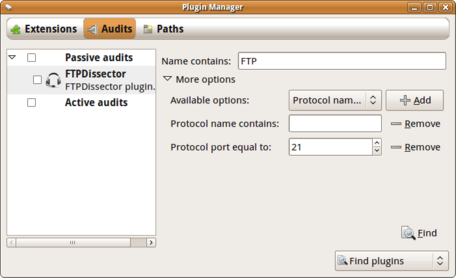 Plugin Manager
Extensions Audits Paths
Passive audits
FTPDissector
FTPDissector plugin.
Active audits
Name contains: FTP
More options
Available options: Protocol nam... Add
Protocol name contains: Remove
Protocol port equal to: 21 Remove
Find
Find plugins